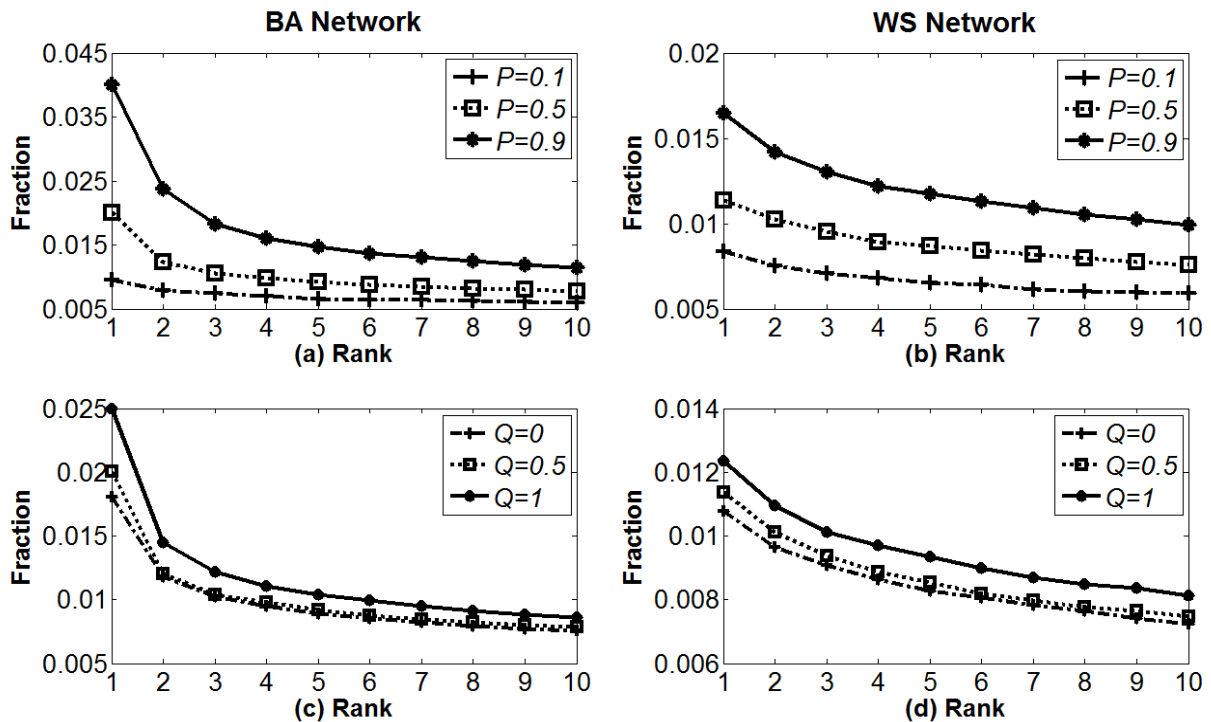 BA Network
WS Network
0.045
0.035
0.025
0.015
0.005
Fraction
P=0.1
P=0.5
P=0.9
1 2 3 4 5 6 7 8 9 10
(a) Rank
0.02
0.015
0.01
0.005
Fraction
P=0.1
P=0.5
P=0.9
1 2 3 4 5 6 7 8 9 10
(b) Rank
0.025
0.02
0.015
0.01
0.005
Fraction
Q=0
Q=0.5
Q=1
1 2 3 4 5 6 7 8 9 10
(c) Rank
0.014
0.012
0.01
0.008
0.006
Fraction
Q=0
Q=0.5
Q=1
1 2 3 4 5 6 7 8 9 10
(d) Rank